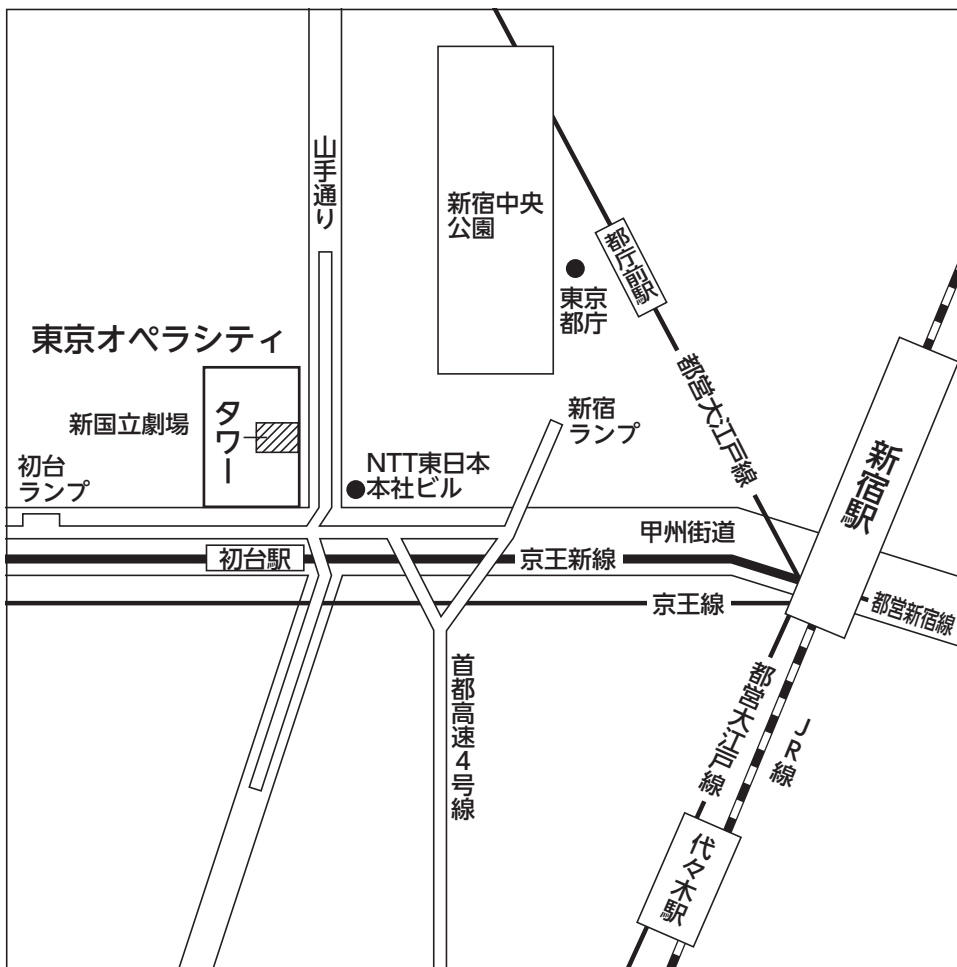 山手通り
新宿中央
公園
都庁前駅
東京
都庁
東京オペラシティ
都営大江戸線
新宿
ランプ
新国立劇場
タワー
初台
ランプ
NTT東日本
本社ビル
新宿駅
甲州街道
初台駅
京王新線
京王線
都営新宿線
首都高速4号線
都営大江戸線
JR線
代々木駅